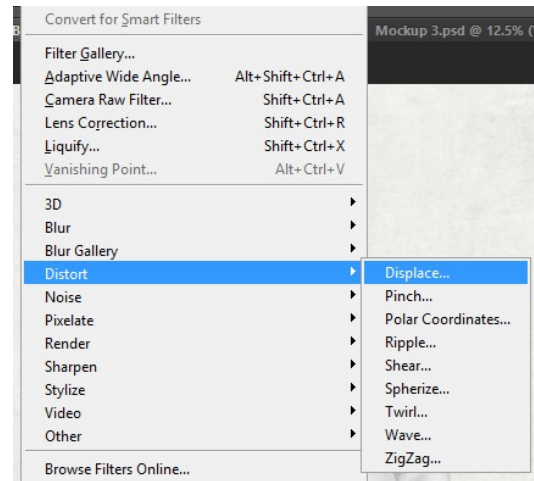 Convert for Smart Filters
B
Mockup 3.psd @ 12.5% (
Filter Gallery...
Adaptive Wide Angle... Alt+Shift+Ctrl+A
Camera Raw Filter... Shift+Ctrl+A
Lens Correction... Shift+Ctrl+R
Liquify... Shift+Ctrl+X
Vanishing Point... Alt+Ctrl+V
3D
Blur
Blur Gallery
Distort
Noise
Pixelate
Render
Sharpen
Stylize
Video
Other
Browse Filters Online...
Displace...
Pinch...
Polar Coordinates...
Ripple...
Shear...
Spherize...
Twirl...
Wave...
ZigZag...